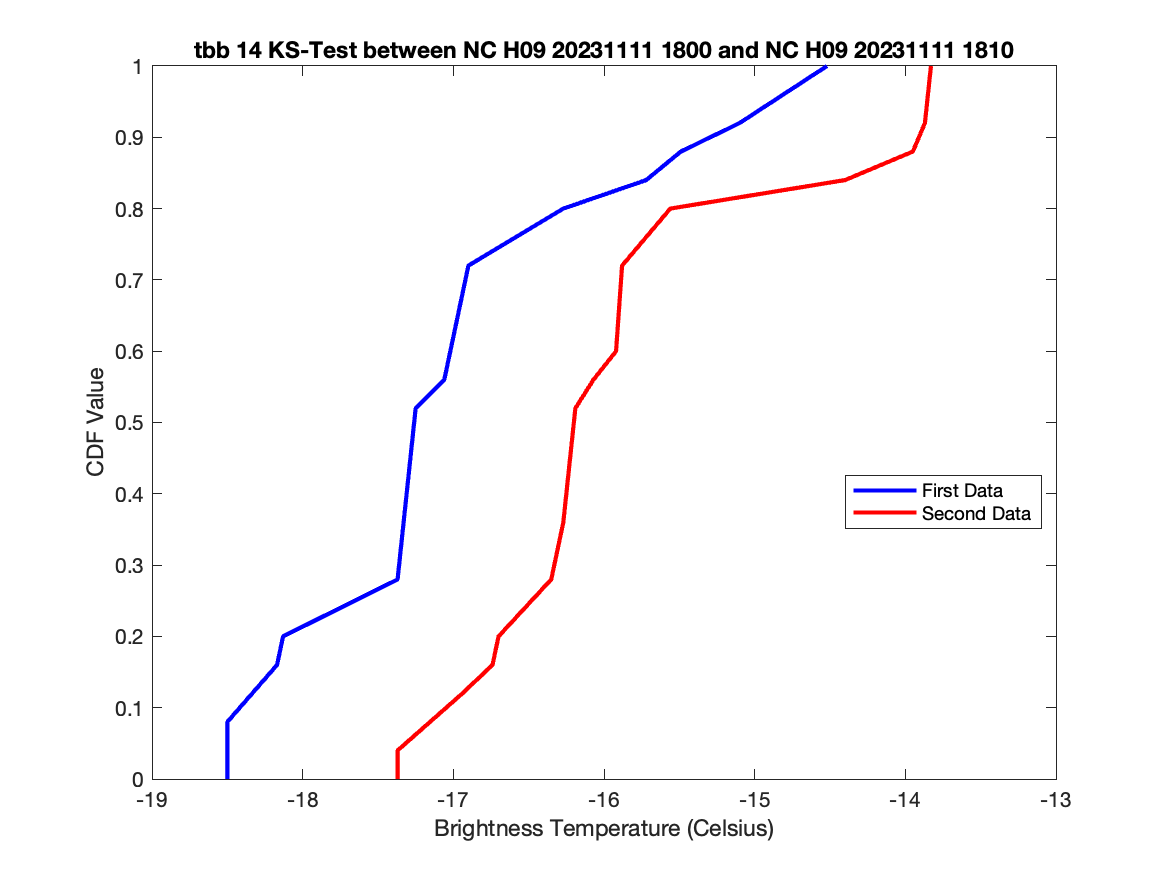 tbb 14 KS-Test between NC H09 20231111 1800 and NC H09 20231111 1810
1
0.9
0.8
0.7
0.6
0.5
0.4
0.3
0.2
0.1
0
CDF Value
First Data
Second Data
-19 -18 -17 -16 -15 -14 -13
Brightness Temperature (Celsius)